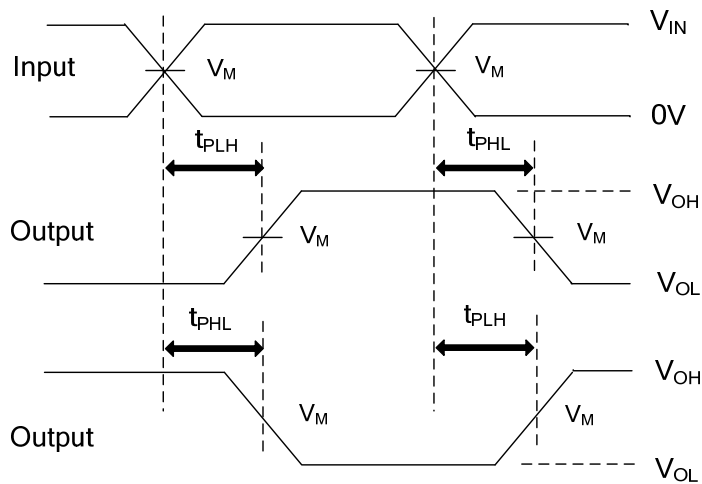 V_IN
Input
V_M
V_M
0V
t_PLH
t_PHL
V_OH
Output
V_M
V_M
V_OL
t_PHL
t_PLH
V_OH
V_M
V_M
Output
V_OL